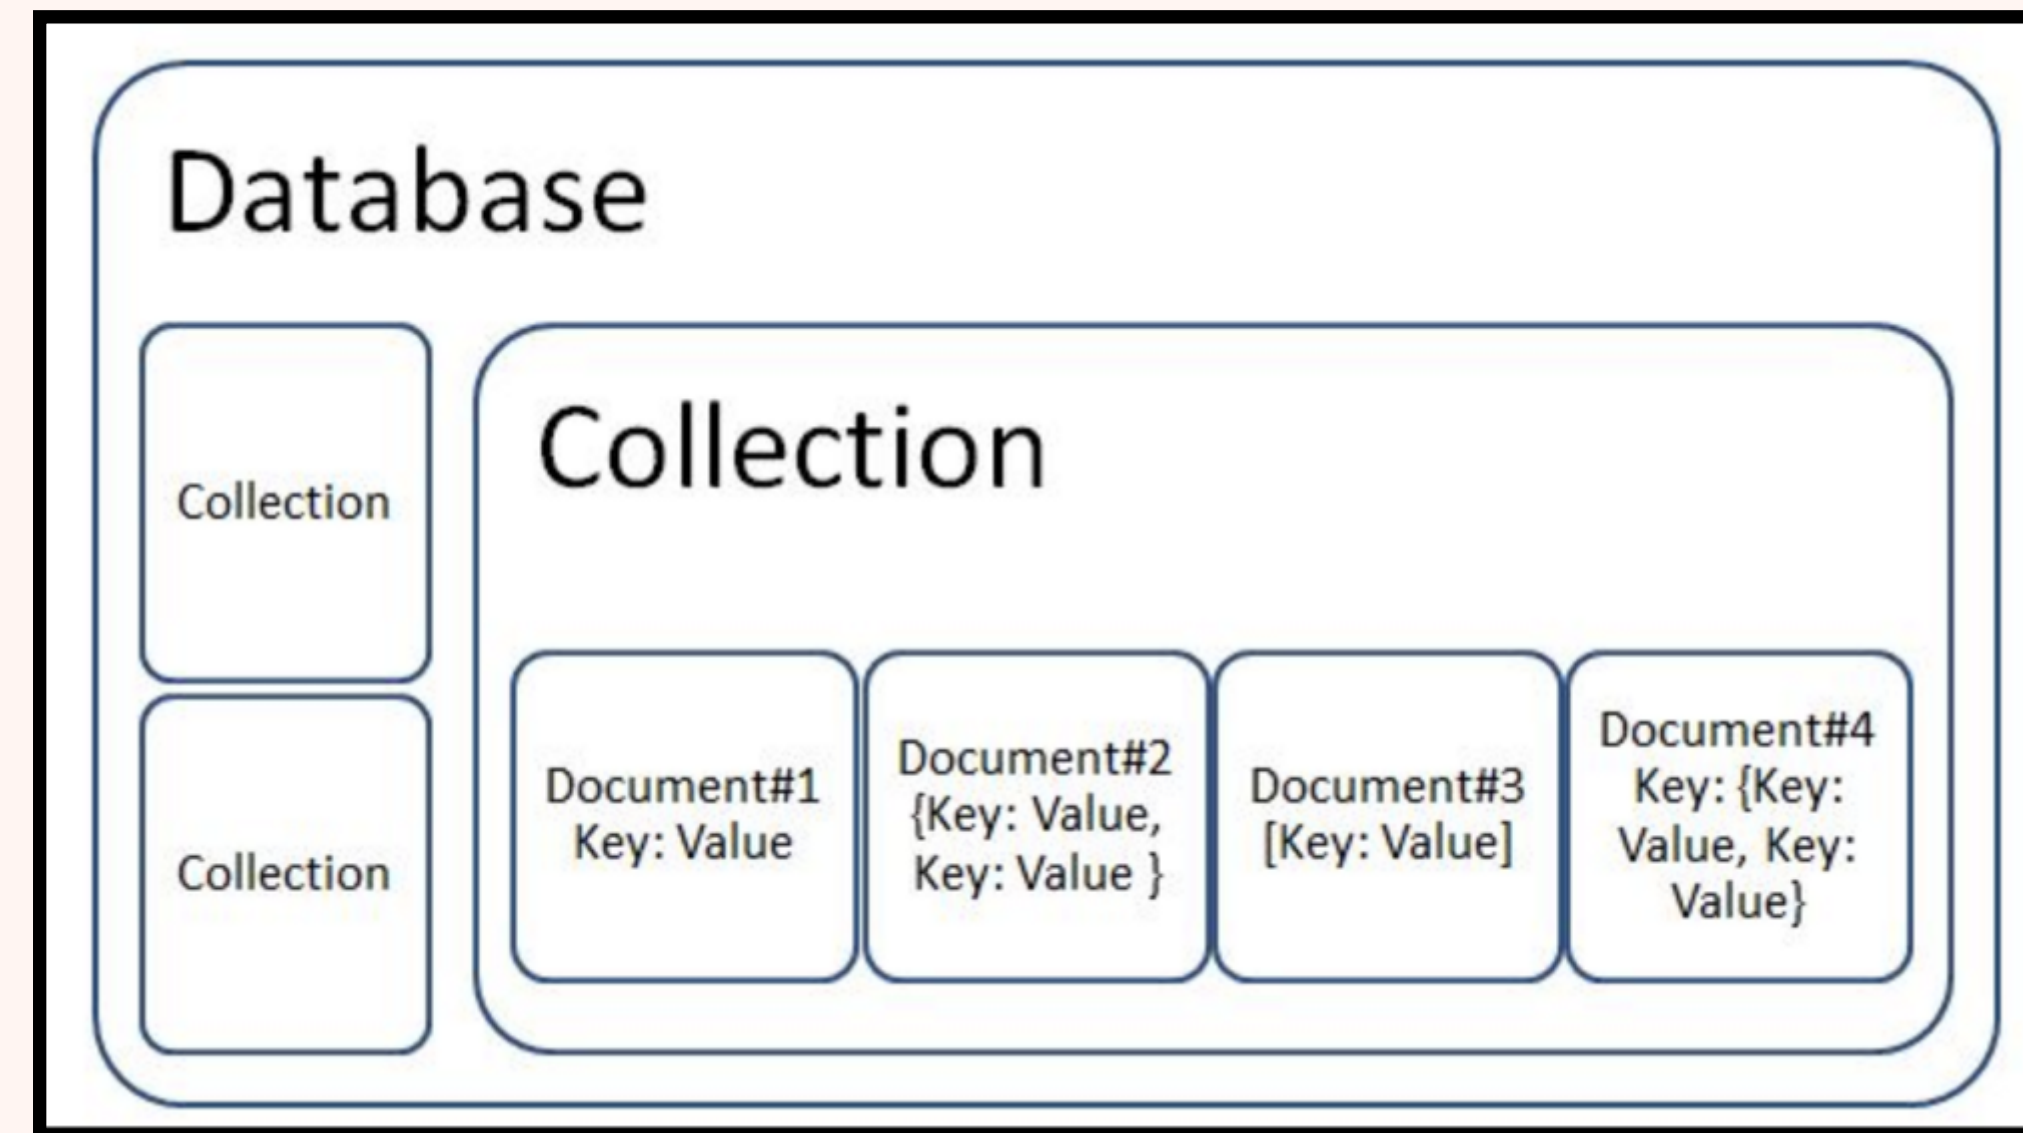 Database
Collection
Collection
Collection
Document#1
Key: Value
Document#2
{Key: Value,
Key: Value }
Document#3
[Key: Value]
Document#4
Key: {Key:
Value, Key:
Value}